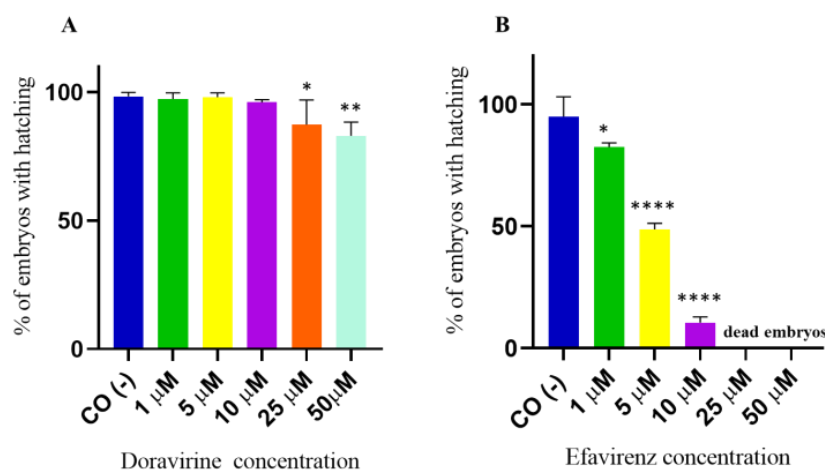 A
% of embryos with hatching
100
50
0
*
**
CO (-)
1 µM
5 µM
10 µM
25 µM
50µM
Doravirine concentration
B
% of embryos with hatching
100
50
0
*
****
****
dead embryos
CO (-)
1 µM
5 µM
10 µM
25 µM
50 µM
Efavirenz concentration